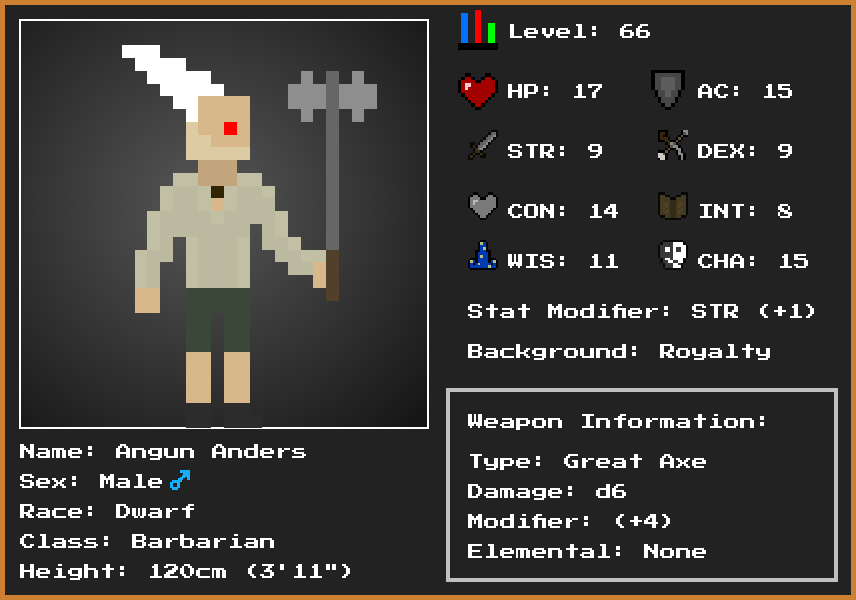 Level: 66
HP: 17 AC: 15
STR: 9 DEX: 9
CON: 14 INT: 8
WIS: 11 CHA: 15
Stat Modifier: STR (+1)
Background: Royalty
Weapon Information:
Type: Great Axe
Damage: d6
Modifier: (+4)
Elemental: None
Name: Angun Anders
Sex: Male♂
Race: Dwarf
Class: Barbarian
Height: 120cm (3'11")